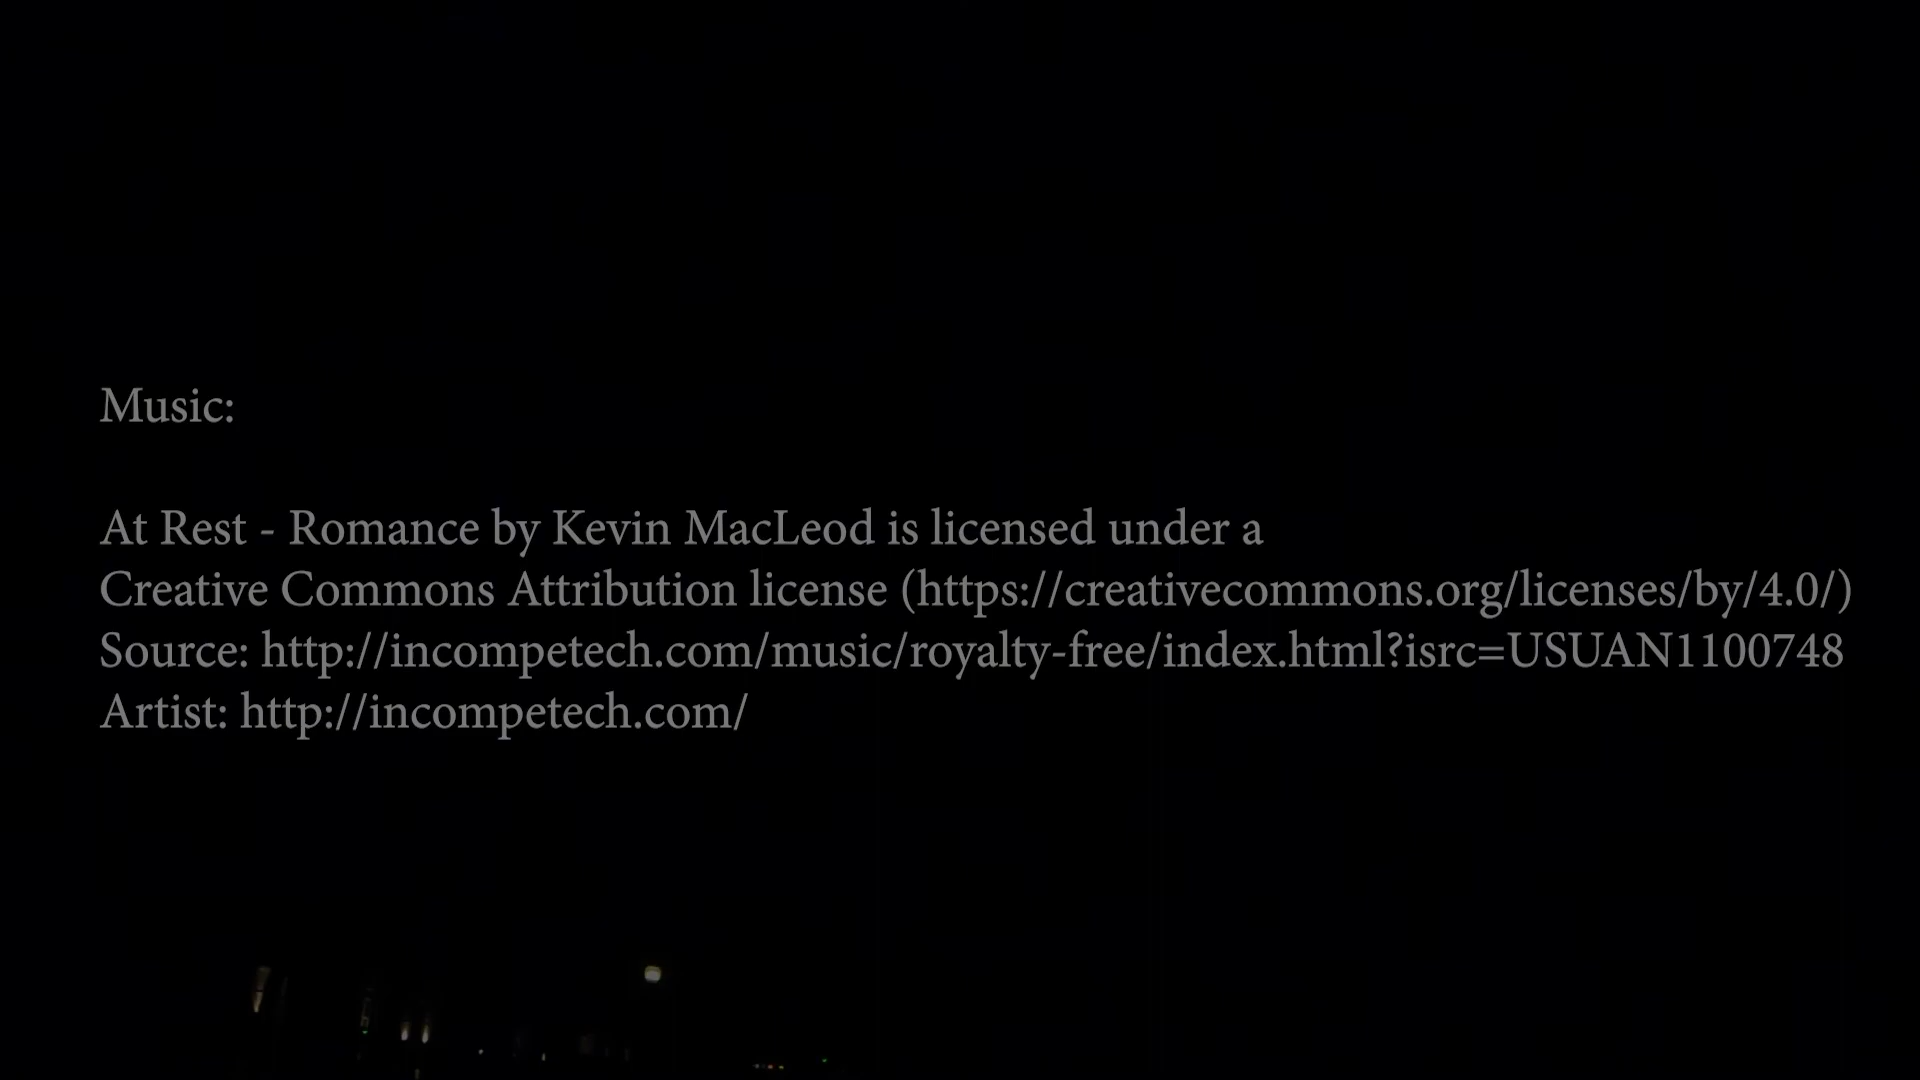 Music:
At Rest - Romance by Kevin MacLeod is licensed under a
Creative Commons Attribution license (https://creativecommons.org/licenses/by/4.0/)
Source: http://incompetech.com/music/royalty-free/index.html?isrc=USUAN1100748
Artist: http://incompetech.com/